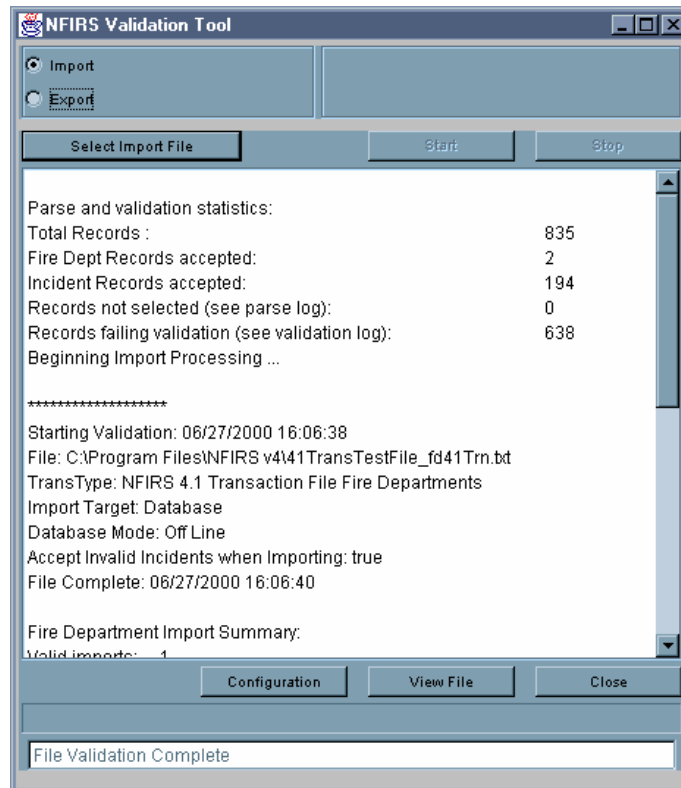 NFIRS Validation Tool
Import
Export
Select Import File Start Stop
Parse and validation statistics:
Total Records : 835
Fire Dept Records accepted: 2
Incident Records accepted: 194
Records not selected (see parse log): 0
Records failing validation (see validation log): 638
Beginning Import Processing ...
*******************
Starting Validation: 06/27/2000 16:06:38
File: C:\Program Files\NFIRS v4\41TransTestFile_fd41Trn.txt
TransType: NFIRS 4.1 Transaction File Fire Departments
Import Target: Database
Database Mode: Off Line
Accept Invalid Incidents when Importing: true
File Complete: 06/27/2000 16:06:40
Fire Department Import Summary:
Valid imports: 1
Configuration View File Close
File Validation Complete